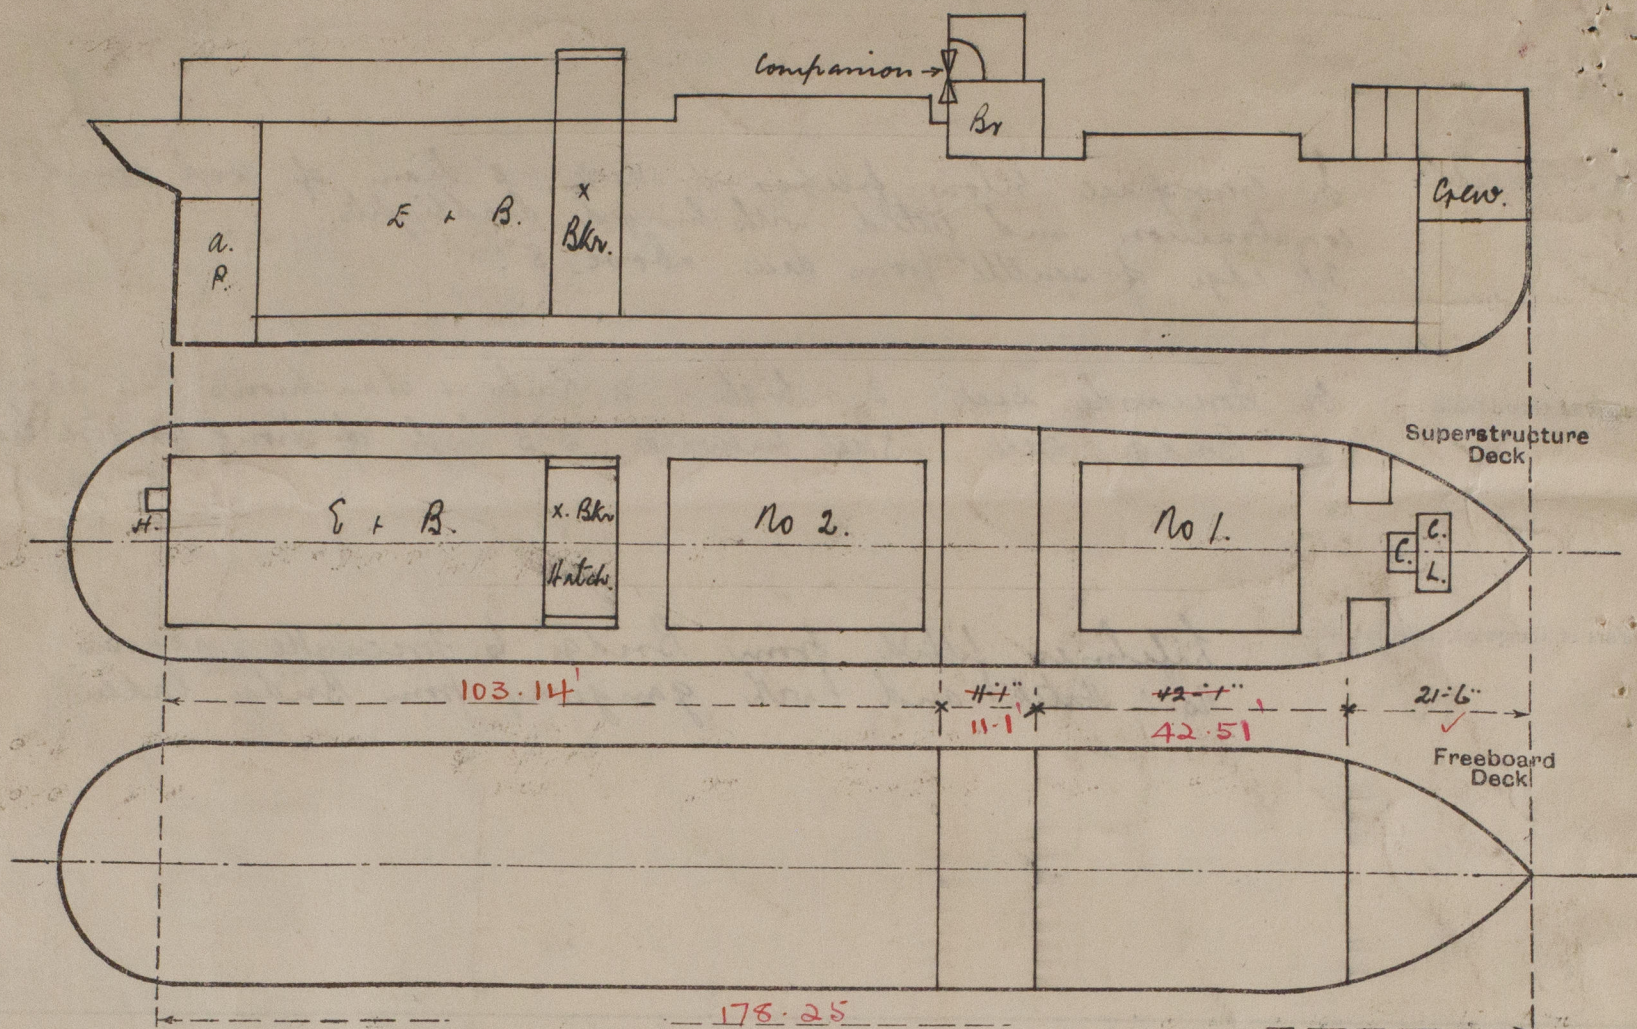 Companion →
Br
Crew.
E + B.
x
Bkr.
a.
P.
Superstructure
Deck
H.
E + B.
x. Bkr
Hatch.
No 2.
No 1.
C.
C.
L.
103.14'
11'-1"
11.1'
42'-1"
42.51'
21'-6"
✓
Freeboard
Deck
178.25